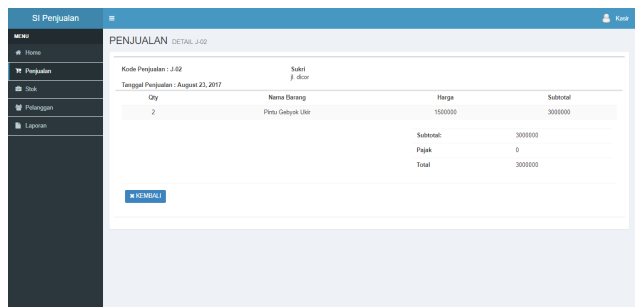 SI Penjualan
Kasir
MENU
Home
Penjualan
Stok
Pelanggan
Laporan
PENJUALAN DETAIL J-02
Kode Penjualan : J-02
Sukri
jl. dicor
Tanggal Penjualan : August 23, 2017
Qty Nama Barang Harga Subtotal
2 Pintu Gebyok Ukir 1500000 3000000
Subtotal: 3000000
Pajak 0
Total 3000000
KEMBALI